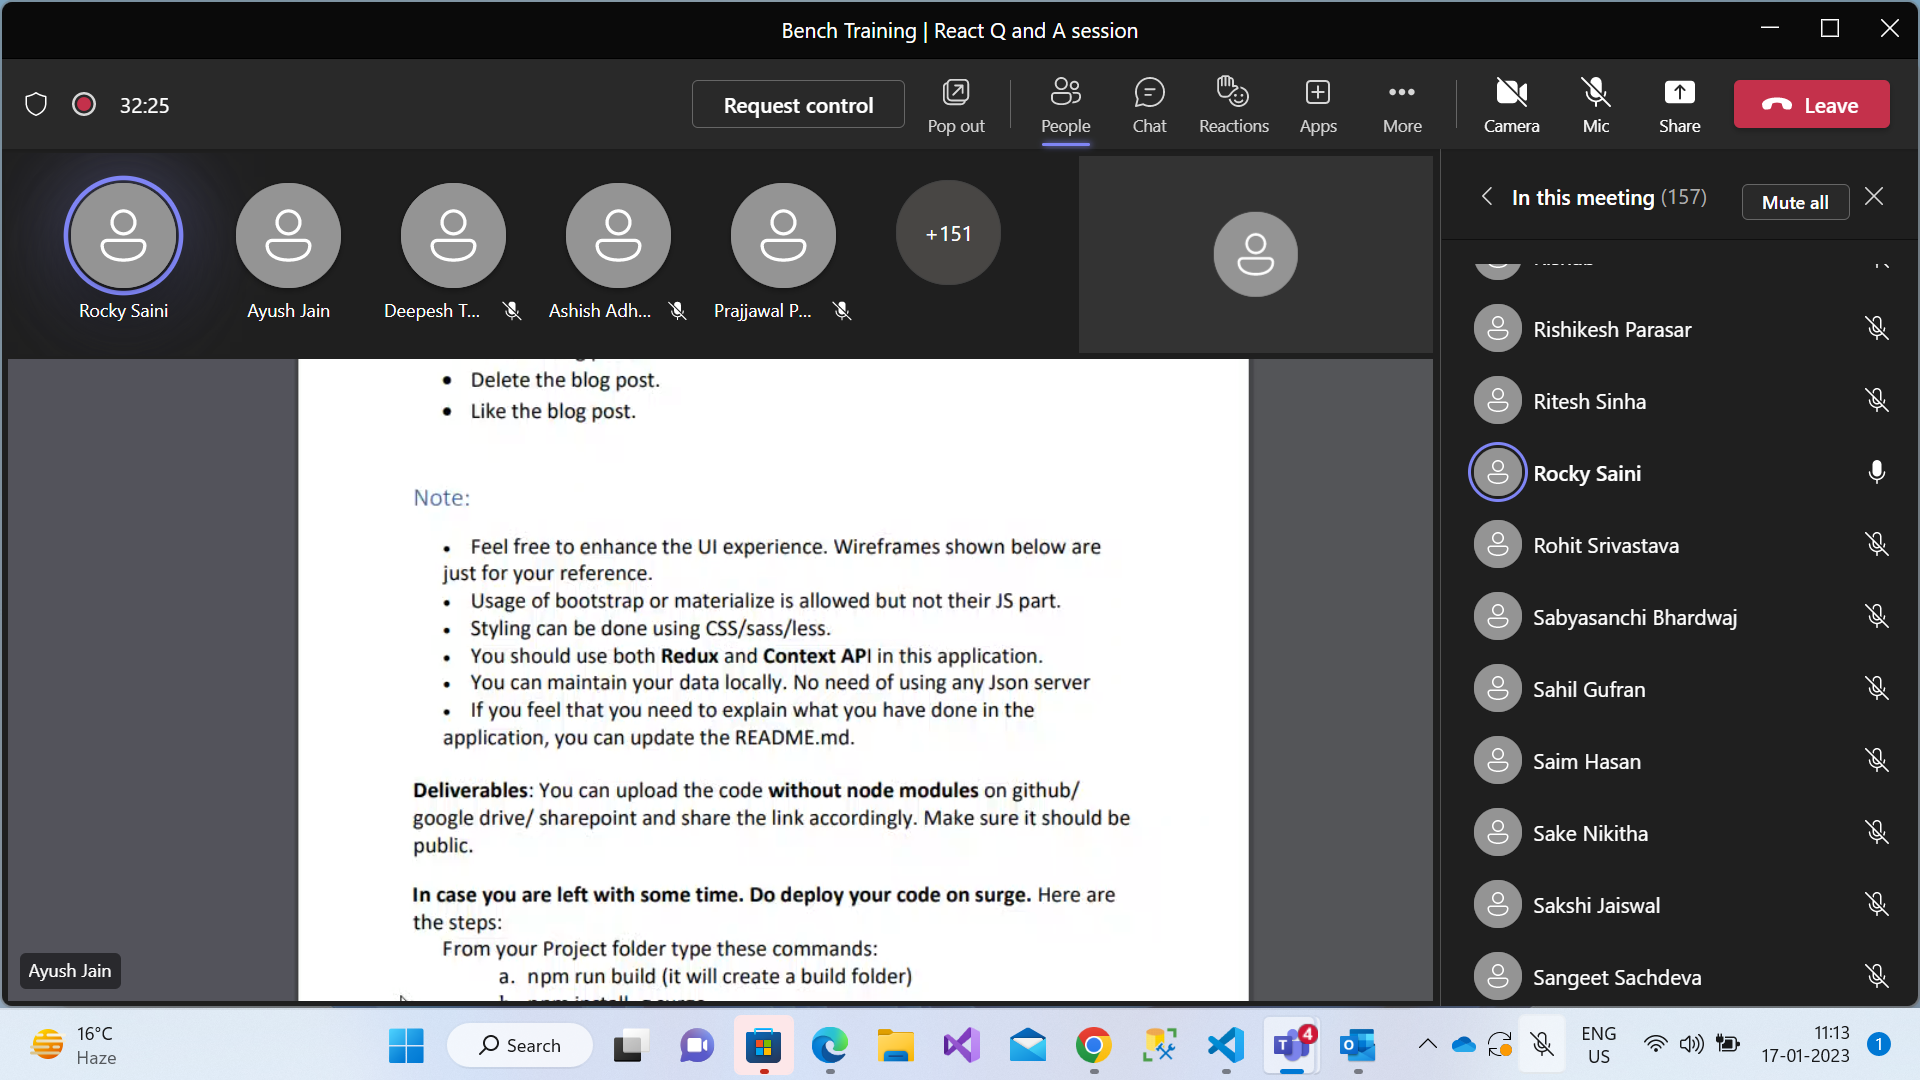 Bench Training | React Q and A session
32:25
Request control
Pop out
People
Chat
Reactions
Apps
More
Camera
Mic
Share
Leave
Rocky Saini
Ayush Jain
Deepesh T...
Ashish Adh...
Prajjawal P...
+151
In this meeting (157)
Mute all
Rishikesh Parasar
Ritesh Sinha
Rocky Saini
Rohit Srivastava
Sabyasanchi Bhardwaj
Sahil Gufran
Saim Hasan
Sake Nikitha
Sakshi Jaiswal
Sangeet Sachdeva
• Delete the blog post.
• Like the blog post.
Note:
• Feel free to enhance the UI experience. Wireframes shown below are
just for your reference.
• Usage of bootstrap or materialize is allowed but not their JS part.
• Styling can be done using CSS/sass/less.
• You should use both Redux and Context API in this application.
• You can maintain your data locally. No need of using any Json server
• If you feel that you need to explain what you have done in the
application, you can update the README.md.
Deliverables: You can upload the code without node modules on github/
google drive/ sharepoint and share the link accordingly. Make sure it should be
public.
In case you are left with some time. Do deploy your code on surge. Here are
the steps:
From your Project folder type these commands:
a. npm run build (it will create a build folder)
Ayush Jain
16°C
Haze
Search
4
ENG
US
11:13
17-01-2023
1